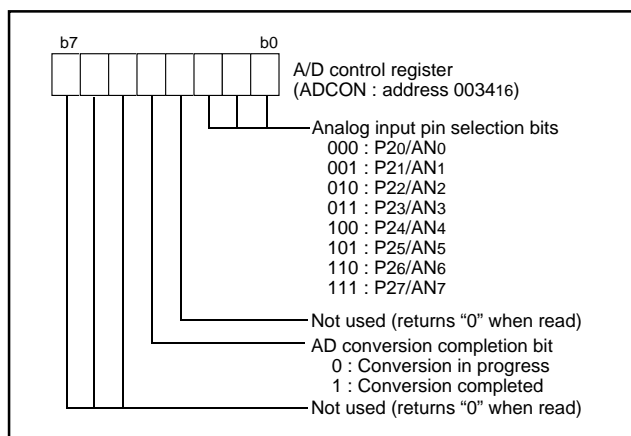 b7 b0
A/D control register
(ADCON : address 003416)
Analog input pin selection bits
000 : P20/AN0
001 : P21/AN1
010 : P22/AN2
011 : P23/AN3
100 : P24/AN4
101 : P25/AN5
110 : P26/AN6
111 : P27/AN7
Not used (returns “0” when read)
AD conversion completion bit
0 : Conversion in progress
1 : Conversion completed
Not used (returns “0” when read)